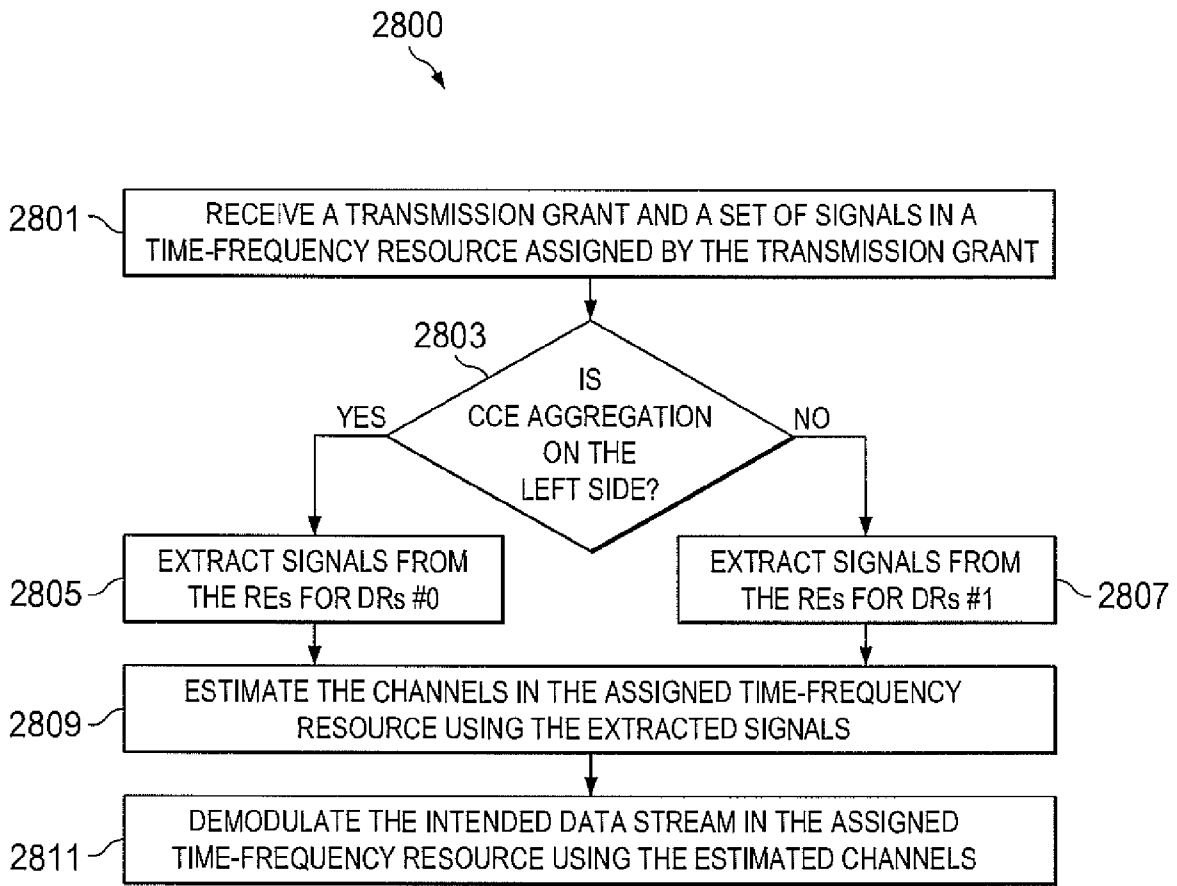 2800
2801
RECEIVE A TRANSMISSION GRANT AND A SET OF SIGNALS IN A
TIME-FREQUENCY RESOURCE ASSIGNED BY THE TRANSMISSION GRANT
2803
IS
CCE AGGREGATION
ON THE
LEFT SIDE?
YES
NO
2805
EXTRACT SIGNALS FROM
THE REs FOR DRs #0
EXTRACT SIGNALS FROM
THE REs FOR DRs #1
2807
2809
ESTIMATE THE CHANNELS IN THE ASSIGNED TIME-FREQUENCY
RESOURCE USING THE EXTRACTED SIGNALS
2811
DEMODULATE THE INTENDED DATA STREAM IN THE ASSIGNED
TIME-FREQUENCY RESOURCE USING THE ESTIMATED CHANNELS